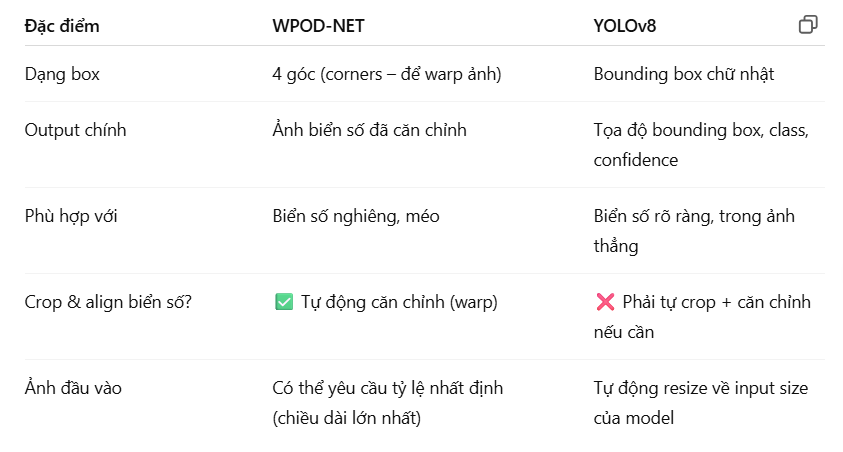 Đặc điểm WPOD-NET YOLOv8
Dạng box 4 góc (corners – để warp ảnh) Bounding box chữ nhật
Output chính Ảnh biển số đã căn chỉnh Tọa độ bounding box, class,
confidence
Phù hợp với Biển số nghiêng, méo Biển số rõ ràng, trong ảnh
thẳng
Crop & align biển số? ✅ Tự động căn chỉnh (warp) ❌ Phải tự crop + căn chỉnh
nếu cần
Ảnh đầu vào Có thể yêu cầu tỷ lệ nhất định Tự động resize về input size
(chiều dài lớn nhất) của model